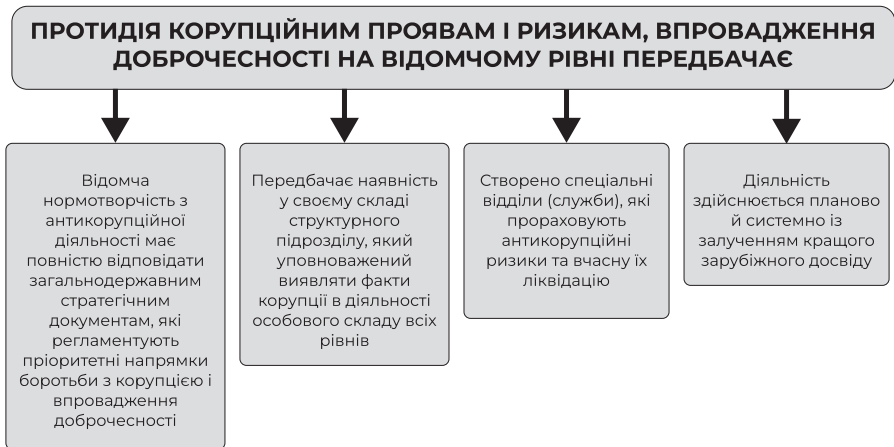 ПРОТИДІЯ КОРУПЦІЙНИМ ПРОЯВАМ І РИЗИКАМ, ВПРОВАДЖЕННЯ
ДОБРОЧЕСНОСТІ НА ВІДОМЧОМУ РІВНІ ПЕРЕДБАЧАЄ
Відомча
нормотворчість з
антикорупційної
діяльності має
повністю відповідати
загальнодержавним
стратегічним
документам, які
регламентують
пріоритетні напрямки
боротьби з корупцією і
впровадження
доброчесності
Передбачає наявність
у своєму складі
структурного
підрозділу, який
уповноважений
виявляти факти
корупції в діяльності
особового складу всіх
рівнів
Створено спеціальні
відділи (служби), які
прораховують
антикорупційні
ризики та вчасну їх
ліквідацію
Діяльність
здійснюється планово
й системно із
залученням кращого
зарубіжного досвіду